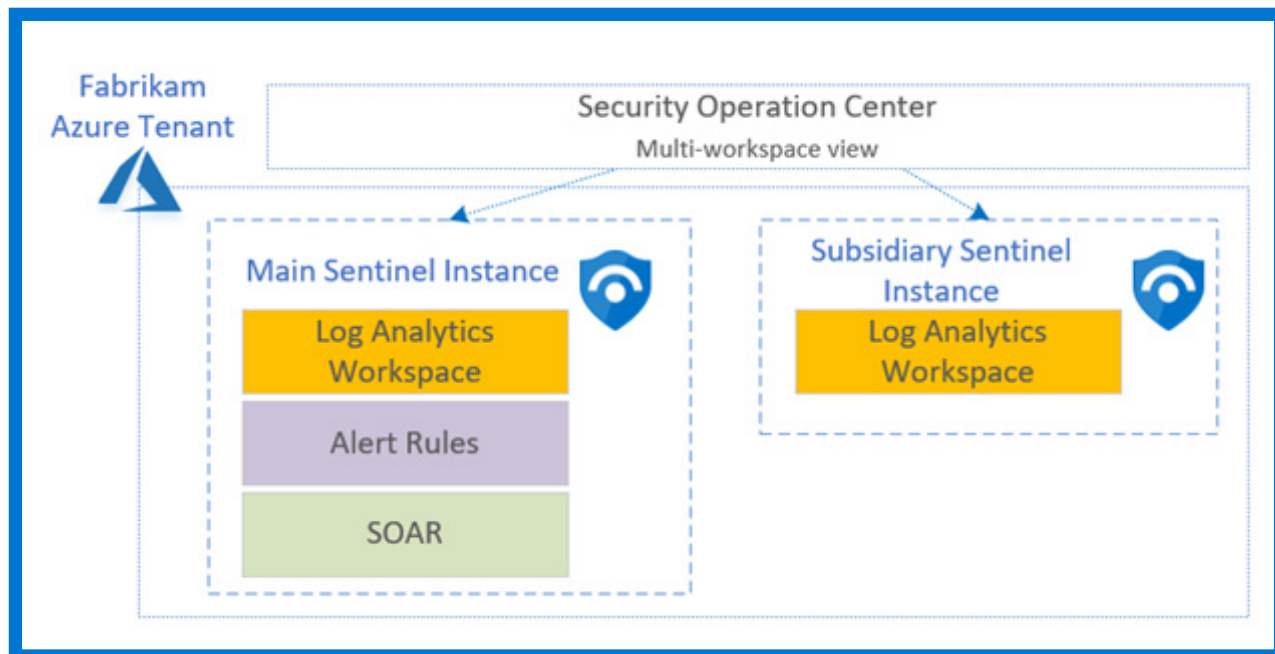 Fabrikam
Azure Tenant
Security Operation Center
Multi-workspace view
Main Sentinel Instance
Log Analytics
Workspace
Alert Rules
SOAR
Subsidiary Sentinel
Instance
Log Analytics
Workspace